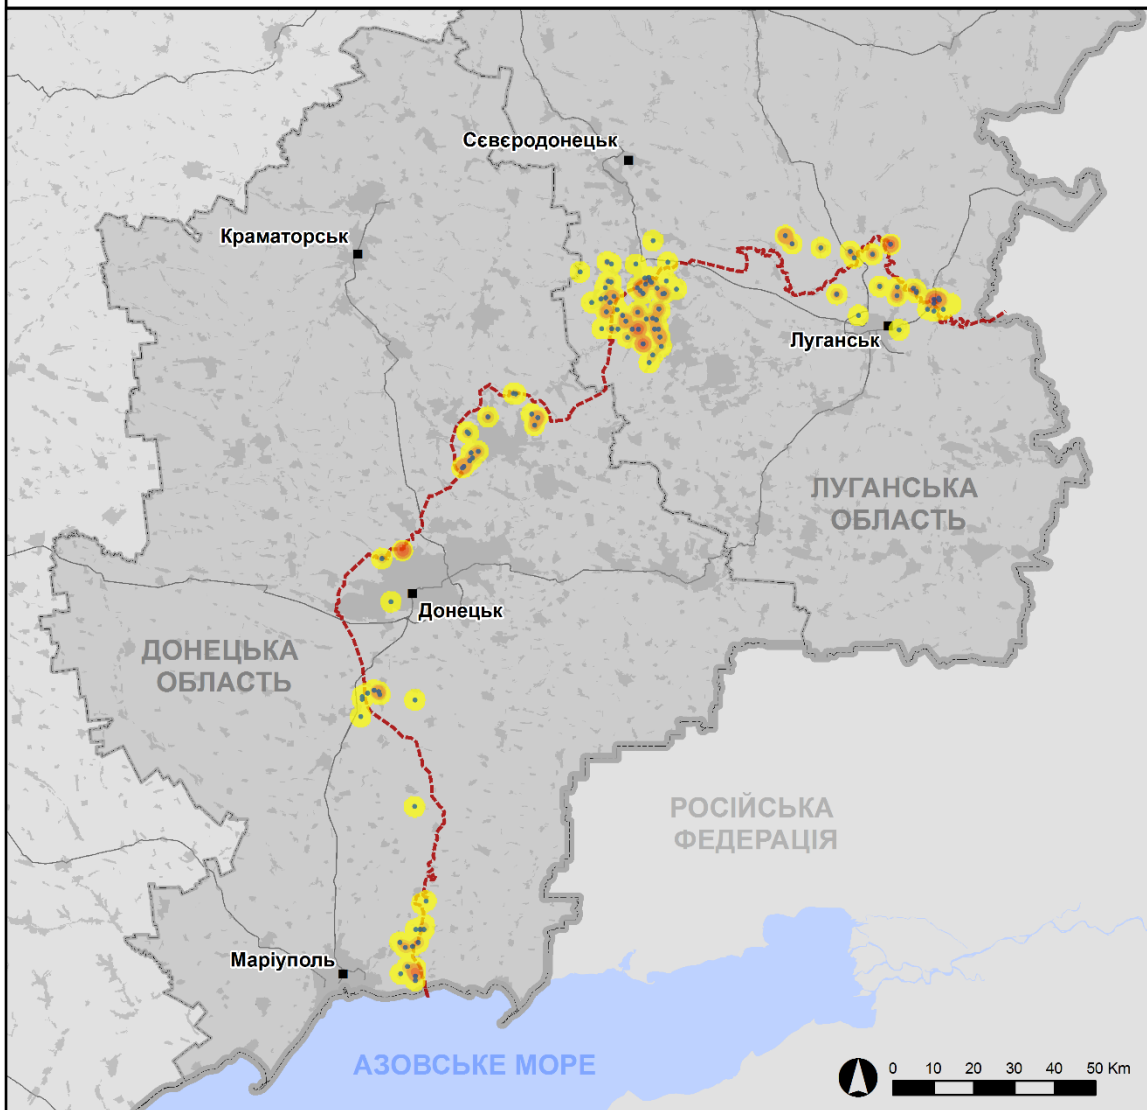 Сєвєродонецьк
Краматорськ
Луганськ
ЛУГАНСЬКА
ОБЛАСТЬ
Донецьк
ДОНЕЦЬКА
ОБЛАСТЬ
РОСІЙСЬКА
ФЕДЕРАЦІЯ
Маріуполь
АЗОВСЬКЕ МОРЕ
0 10 20 30 40 50 Km